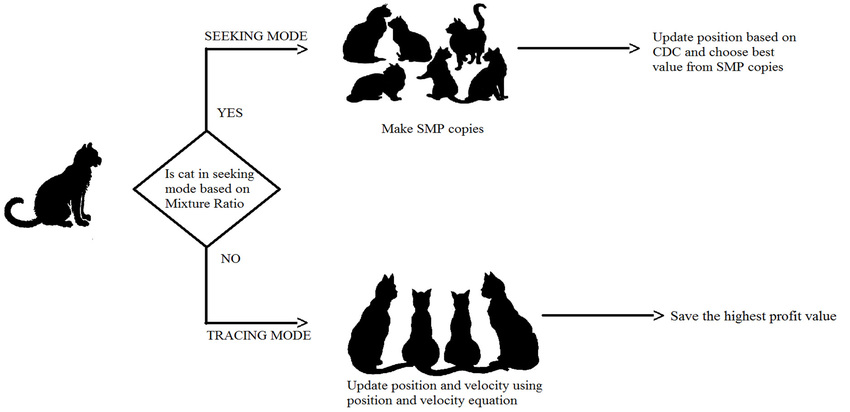 SEEKING MODE
Update position based on
CDC and choose best
value from SMP copies
YES
Make SMP copies
Is cat in seeking
mode based on
Mixture Ratio
NO
TRACING MODE
Save the highest profit value
Update position and velocity using
position and velocity equation